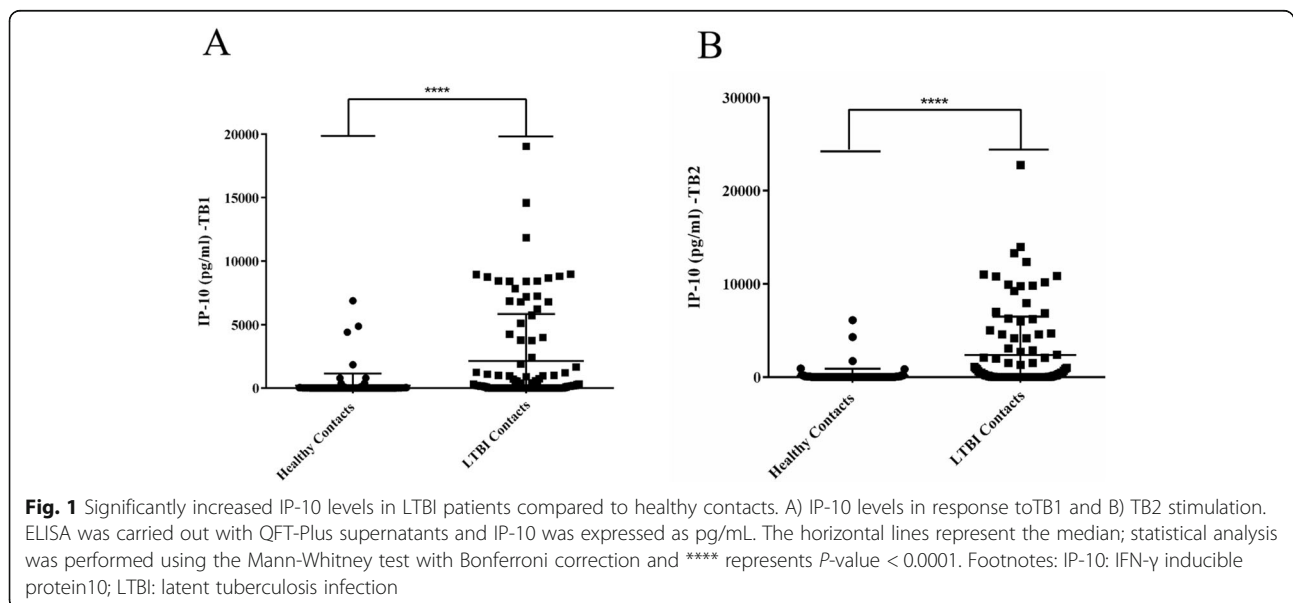 A
B
****
****
20000
15000
10000
5000
0
IP-10 (pg/ml) -TB1
Healthy Contacts
LTBI Contacts
30000
20000
10000
0
IP-10 (pg/ml) -TB2
Healthy Contacts
LTBI Contacts
Fig. 1 Significantly increased IP-10 levels in LTBI patients compared to healthy contacts. A) IP-10 levels in response toTB1 and B) TB2 stimulation.
ELISA was carried out with QFT-Plus supernatants and IP-10 was expressed as pg/mL. The horizontal lines represent the median; statistical analysis
was performed using the Mann-Whitney test with Bonferroni correction and **** represents P-value < 0.0001. Footnotes: IP-10: IFN-γ inducible
protein10; LTBI: latent tuberculosis infection